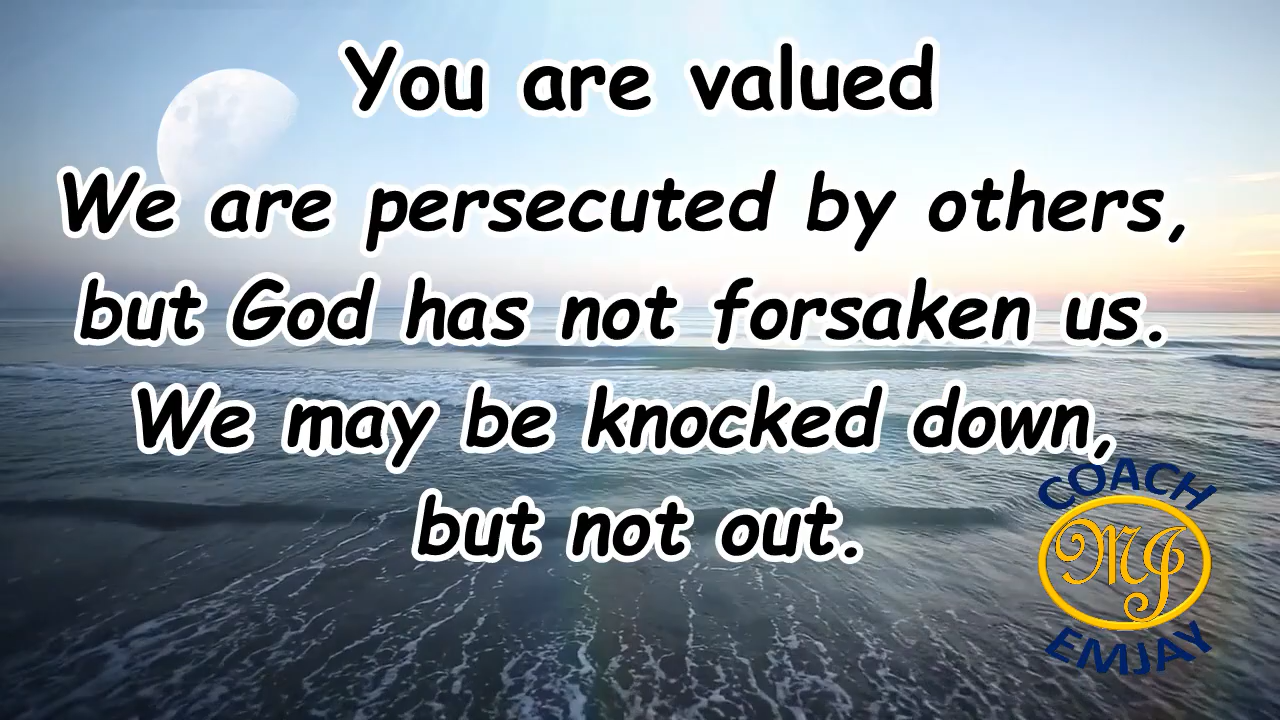 You are valued
We are persecuted by others,
but God has not forsaken us.
We may be knocked down,
but not out.
COACH
MJ
EMJAY